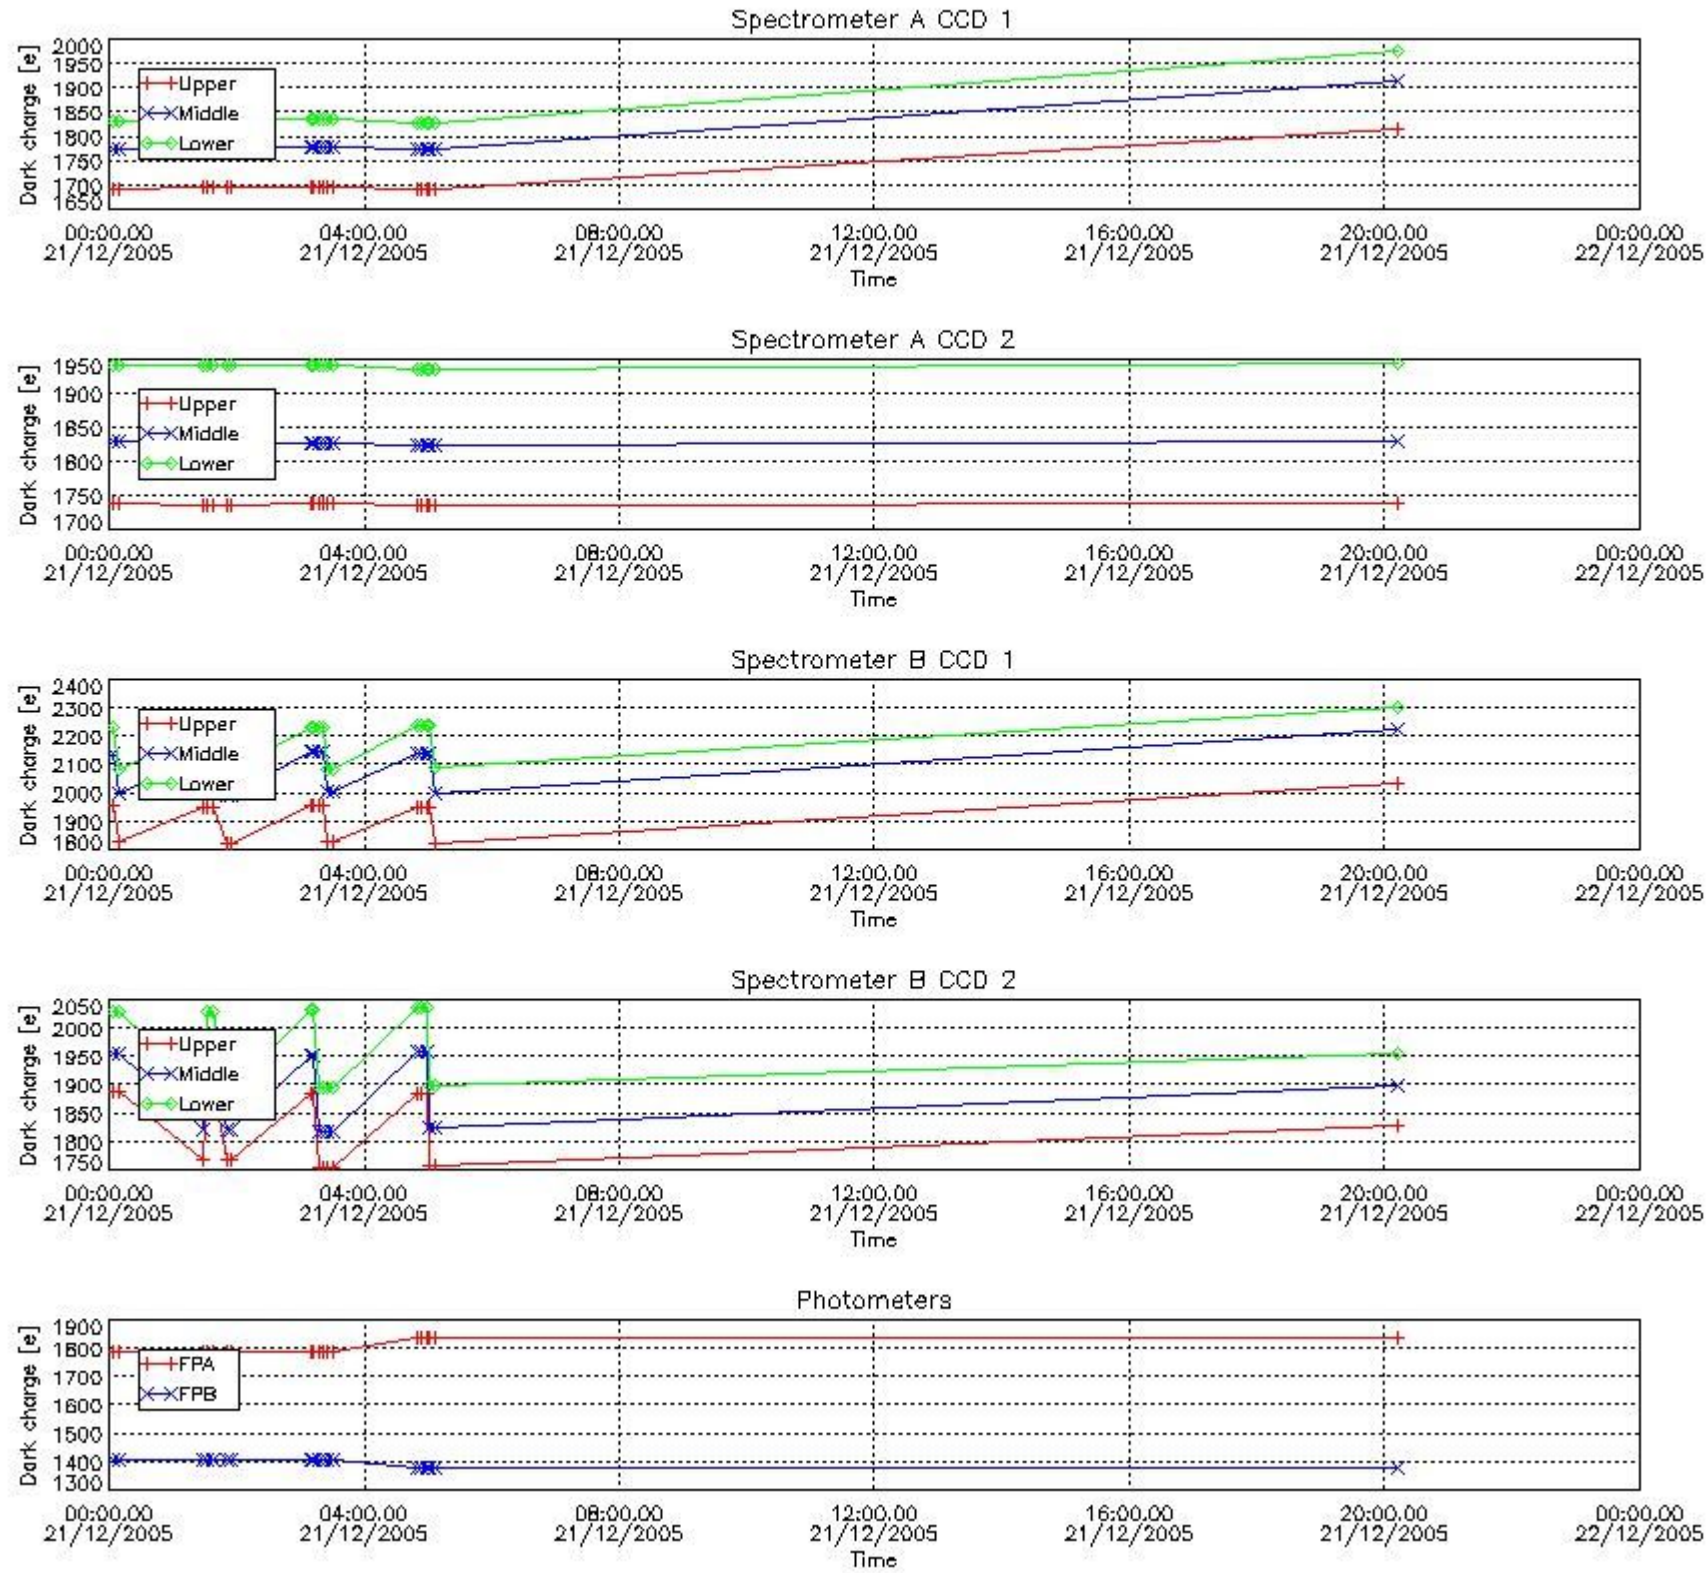 Spectrometer A CCD 1
Dark charge [e]
2000
1950
1900
1850
1800
1750
1700
1650
Upper
Middle
Lower
00:00.00 04:00.00 08:00.00 12:00.00 16:00.00 20:00.00 00:00.00
21/12/2005 21/12/2005 21/12/2005 21/12/2005 21/12/2005 21/12/2005 22/12/2005
Time
Spectrometer A CCD 2
Dark charge [e]
1950
1900
1850
1800
1750
1700
Upper
Middle
Lower
00:00.00 04:00.00 08:00.00 12:00.00 16:00.00 20:00.00 00:00.00
21/12/2005 21/12/2005 21/12/2005 21/12/2005 21/12/2005 21/12/2005 22/12/2005
Time
Spectrometer B CCD 1
Dark charge [e]
2400
2300
2200
2100
2000
1900
1800
Upper
Middle
Lower
00:00.00 04:00.00 08:00.00 12:00.00 16:00.00 20:00.00 00:00.00
21/12/2005 21/12/2005 21/12/2005 21/12/2005 21/12/2005 21/12/2005 22/12/2005
Time
Spectrometer B CCD 2
Dark charge [e]
2050
2000
1950
1900
1850
1800
1750
Upper
Middle
Lower
00:00.00 04:00.00 08:00.00 12:00.00 16:00.00 20:00.00 00:00.00
21/12/2005 21/12/2005 21/12/2005 21/12/2005 21/12/2005 21/12/2005 22/12/2005
Time
Photometers
Dark charge [e]
1900
1800
1700
1600
1500
1400
1300
FPA
FPB
00:00.00 04:00.00 08:00.00 12:00.00 16:00.00 20:00.00 00:00.00
21/12/2005 21/12/2005 21/12/2005 21/12/2005 21/12/2005 21/12/2005 22/12/2005
Time